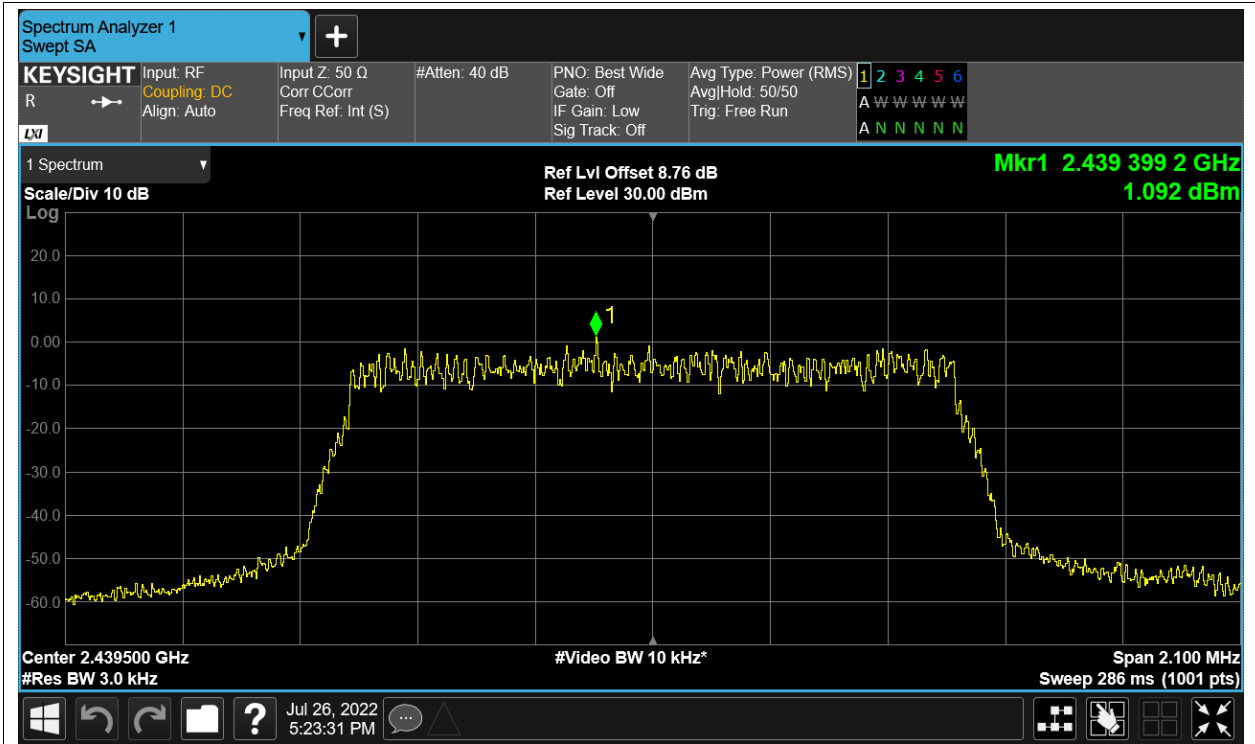 Spectrum Analyzer 1
Swept SA
+
KEYSIGHT
R
LXI
Input: RF
Coupling: DC
Align: Auto
Input Z: 50 Ω
Corr CCorr
Freq Ref: Int (S)
#Atten: 40 dB
PNO: Best Wide
Gate: Off
IF Gain: Low
Sig Track: Off
Avg Type: Power (RMS)
Avg|Hold: 50/50
Trig: Free Run
1 2 3 4 5 6
A W W W W W
A N N N N N
1 Spectrum
Scale/Div 10 dB
Log
Ref Lvl Offset 8.76 dB
Ref Level 30.00 dBm
Mkr1 2.439 399 2 GHz
1.092 dBm
20.0
10.0
0.00
-10.0
-20.0
-30.0
-40.0
-50.0
-60.0
1
Center 2.439500 GHz
#Res BW 3.0 kHz
#Video BW 10 kHz*
Span 2.100 MHz
Sweep 286 ms (1001 pts)
?
Jul 26, 2022
5:23:31 PM